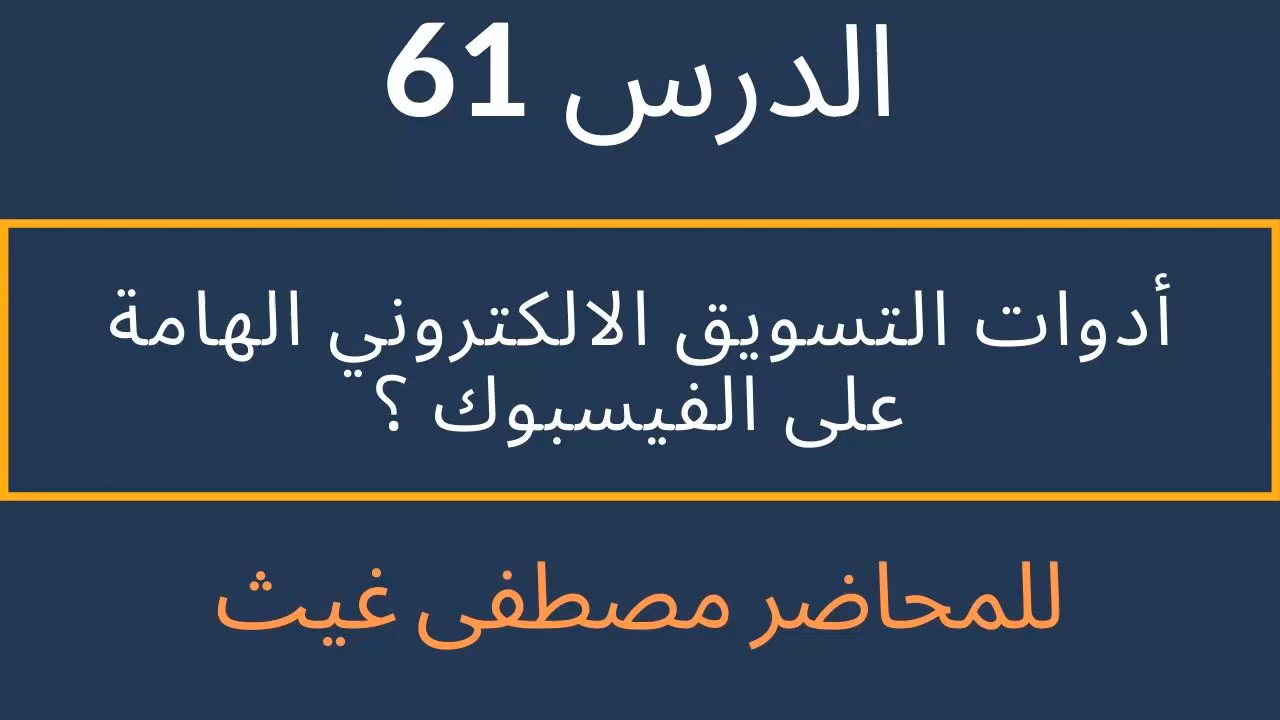 الدرس 61
أدوات التسويق الالكتروني الهامة
على الفيسبوك ؟
للمحاضر مصطفى غيث